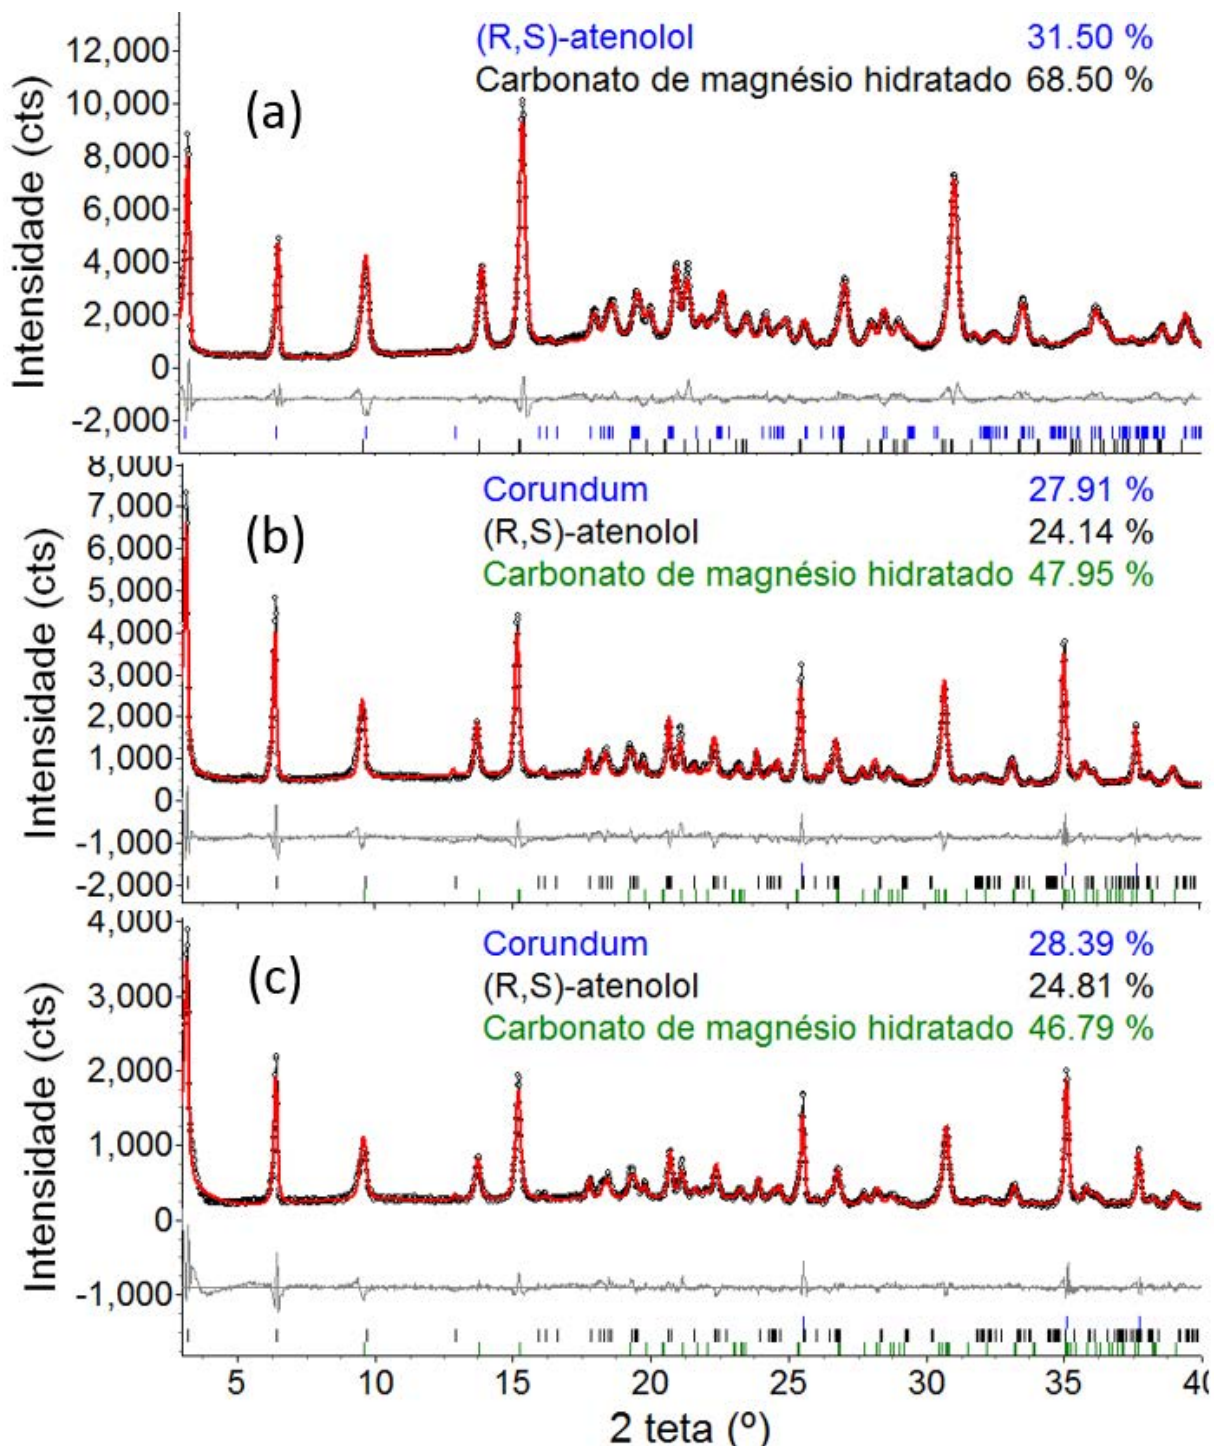 (R,S)-atenolol 31.50 %
Carbonato de magnésio hidratado 68.50 %
(a)
12,000
10,000
8,000
6,000
4,000
2,000
0
-2,000
Intensidade (cts)
Corundum 27.91 %
(R,S)-atenolol 24.14 %
Carbonato de magnésio hidratado 47.95 %
(b)
8,000
7,000
6,000
5,000
4,000
3,000
2,000
1,000
0
-1,000
-2,000
Intensidade (cts)
Corundum 28.39 %
(R,S)-atenolol 24.81 %
Carbonato de magnésio hidratado 46.79 %
(c)
4,000
3,000
2,000
1,000
0
-1,000
Intensidade (cts)
5 10 15 20 25 30 35 40
2 teta (º)